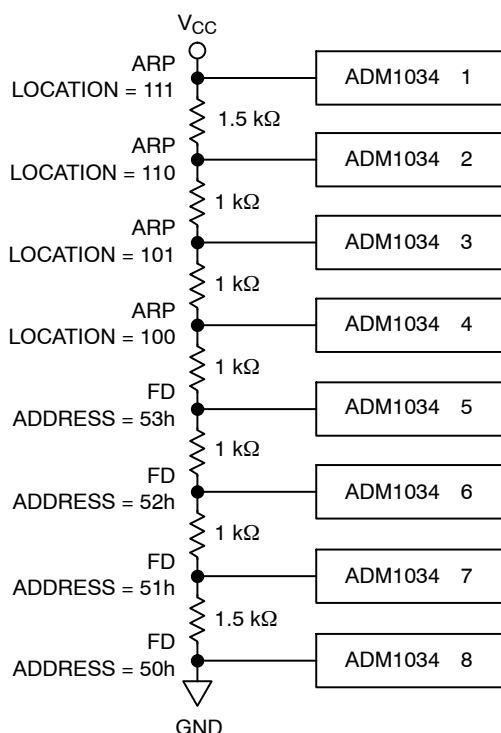 VCC
ARP
LOCATION = 111
ADM1034 1
1.5 kΩ
ARP
LOCATION = 110
ADM1034 2
1 kΩ
ARP
LOCATION = 101
ADM1034 3
1 kΩ
ARP
LOCATION = 100
ADM1034 4
1 kΩ
FD
ADDRESS = 53h
ADM1034 5
1 kΩ
FD
ADDRESS = 52h
ADM1034 6
1 kΩ
FD
ADDRESS = 51h
ADM1034 7
1.5 kΩ
FD
ADDRESS = 50h
ADM1034 8
GND